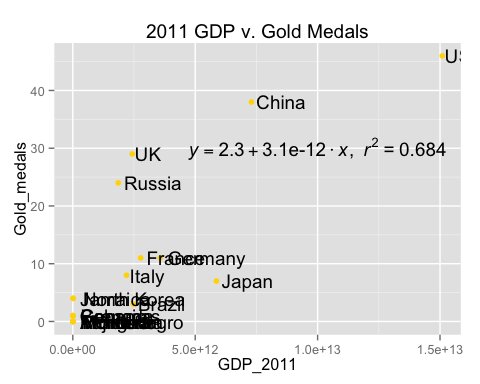 2011 GDP v. Gold Medals
US
40
China
y = 2.3 + 3.1e-12 · x, r² = 0.684
30
UK
Russia
20
Gold_medals
10
France
Germany
Italy
Japan
Jamaica
North Korea
Brazil
0
0.0e+00
5.0e+12
1.0e+13
1.5e+13
GDP_2011